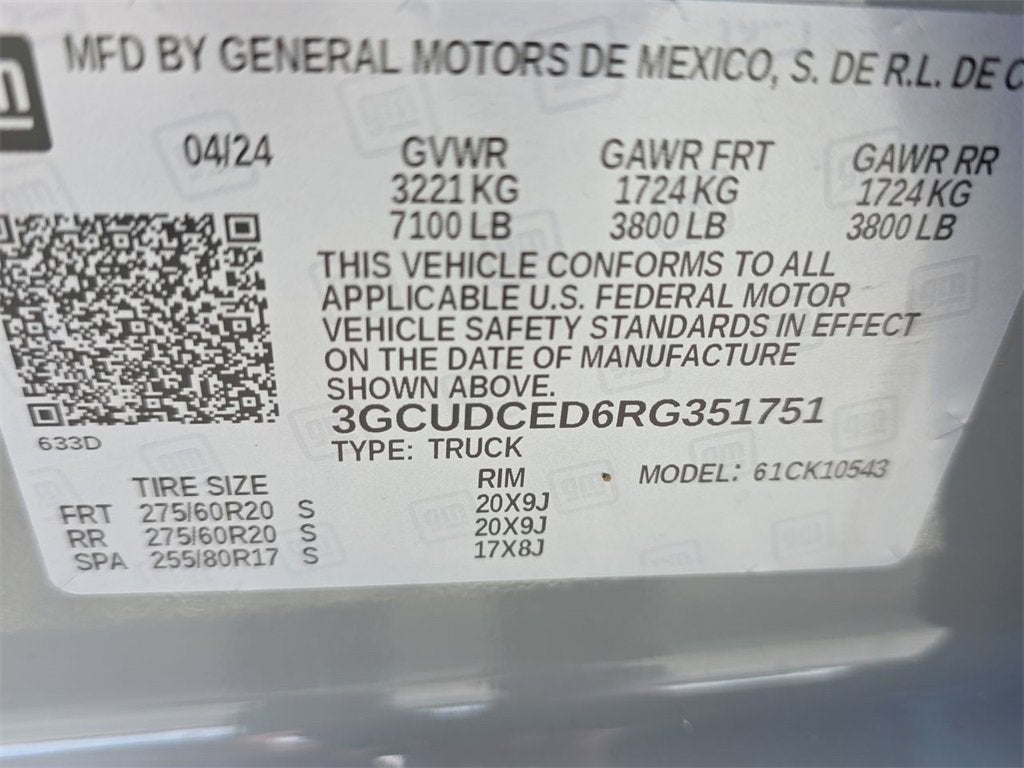 MFD BY GENERAL MOTORS DE MEXICO, S. DE R.L. DE C
gm
04/24 GVWR GAWR FRT GAWR RR
3221 KG 1724 KG 1724 KG
7100 LB 3800 LB 3800 LB
THIS VEHICLE CONFORMS TO ALL
APPLICABLE U.S. FEDERAL MOTOR
VEHICLE SAFETY STANDARDS IN EFFECT
ON THE DATE OF MANUFACTURE
SHOWN ABOVE.
3GCUDCED6RG351751
633D
TYPE: TRUCK
MODEL: 61CK10543
TIRE SIZE RIM
FRT 275/60R20 S 20X9J
RR 275/60R20 S 20X9J
SPA 255/80R17 S 17X8J